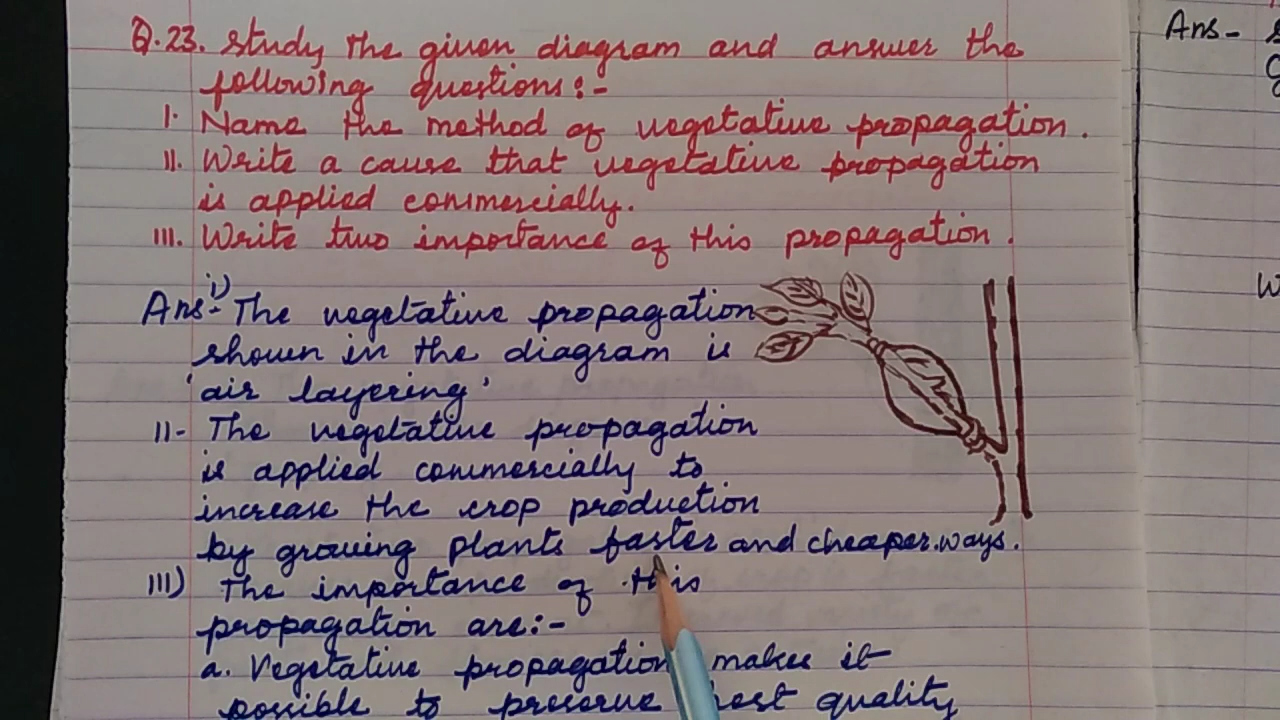 Q.23. Study the given diagram and answer the
following questions:-
I. Name the method of vegetative propagation.
II. Write a cause that vegetative propagation
is applied commercially.
III. Write two importance of this propagation.
Ans:- i) The vegetative propagation
shown in the diagram is
'air layering'
II- The vegetative propagation
is applied commercially to
increase the crop production
by growing plants faster and cheaper ways.
III) The importance of this
propagation are:-
a. Vegetative propagation makes it
possible to preserve best quality
Ans-